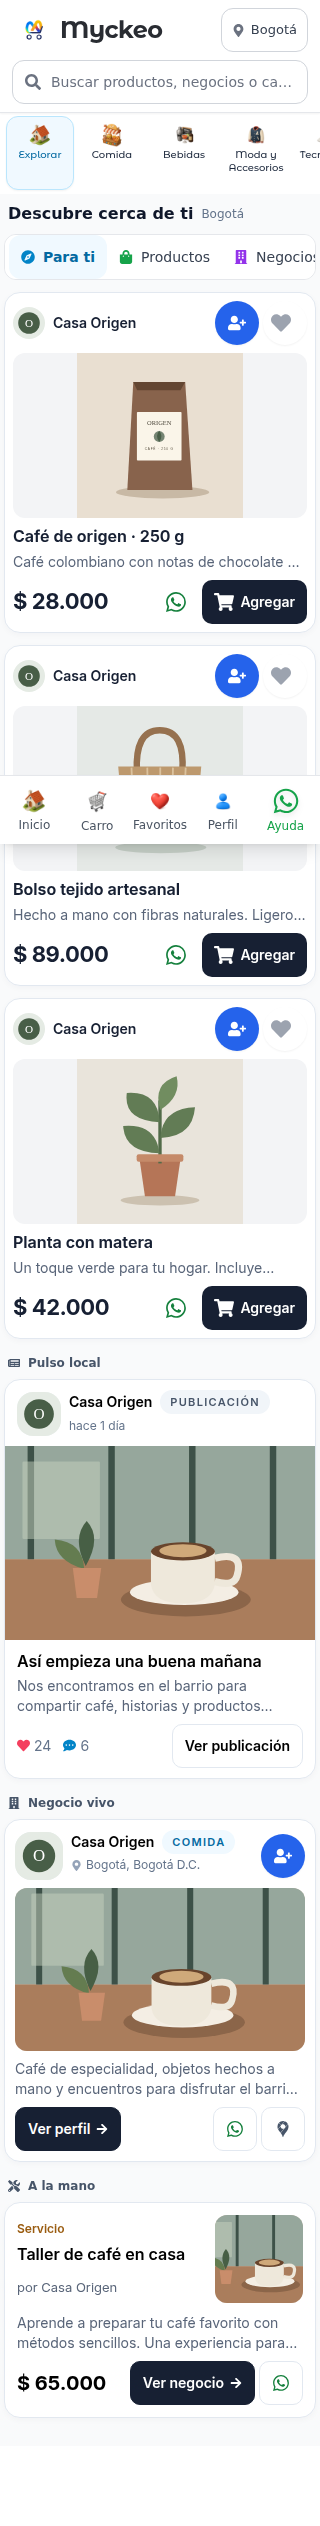 Myckeo
Bogotá
Buscar productos, negocios o ca...
Explorar
Comida
Bebidas
Moda y
Accesorios
Tecn
Descubre cerca de ti Bogotá
Para ti
Productos
Negocios
O
Casa Origen
ORIGEN
CAFÉ · 250 G
Café de origen · 250 g
Café colombiano con notas de chocolate ...
$ 28.000
Agregar
O
Casa Origen
Inicio
Carro
Favoritos
Perfil
Ayuda
Bolso tejido artesanal
Hecho a mano con fibras naturales. Ligero...
$ 89.000
Agregar
O
Casa Origen
Planta con matera
Un toque verde para tu hogar. Incluye...
$ 42.000
Agregar
Pulso local
O
Casa Origen PUBLICACIÓN
hace 1 día
Así empieza una buena mañana
Nos encontramos en el barrio para
compartir café, historias y productos...
24 6
Ver publicación
Negocio vivo
O
Casa Origen COMIDA
Bogotá, Bogotá D.C.
Café de especialidad, objetos hechos a
mano y encuentros para disfrutar el barri...
Ver perfil →
A la mano
Servicio
Taller de café en casa
por Casa Origen
Aprende a preparar tu café favorito con
métodos sencillos. Una experiencia para...
$ 65.000
Ver negocio →